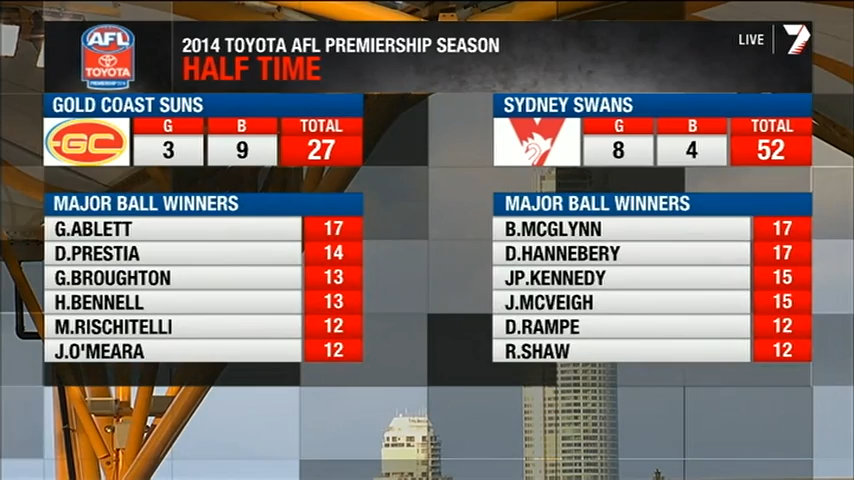 AFL
TOYOTA
PREMIERSHIP
2014 TOYOTA AFL PREMIERSHIP SEASON
HALF TIME
LIVE
7
GOLD COAST SUNS
G B TOTAL
GC 3 9 27
SYDNEY SWANS
G B TOTAL
8 4 52
MAJOR BALL WINNERS
G.ABLETT 17
D.PRESTIA 14
G.BROUGHTON 13
H.BENNELL 13
M.RISCHITELLI 12
J.O'MEARA 12
MAJOR BALL WINNERS
B.MCGLYNN 17
D.HANNEBERY 17
JP.KENNEDY 15
J.MCVEIGH 15
D.RAMPE 12
R.SHAW 12